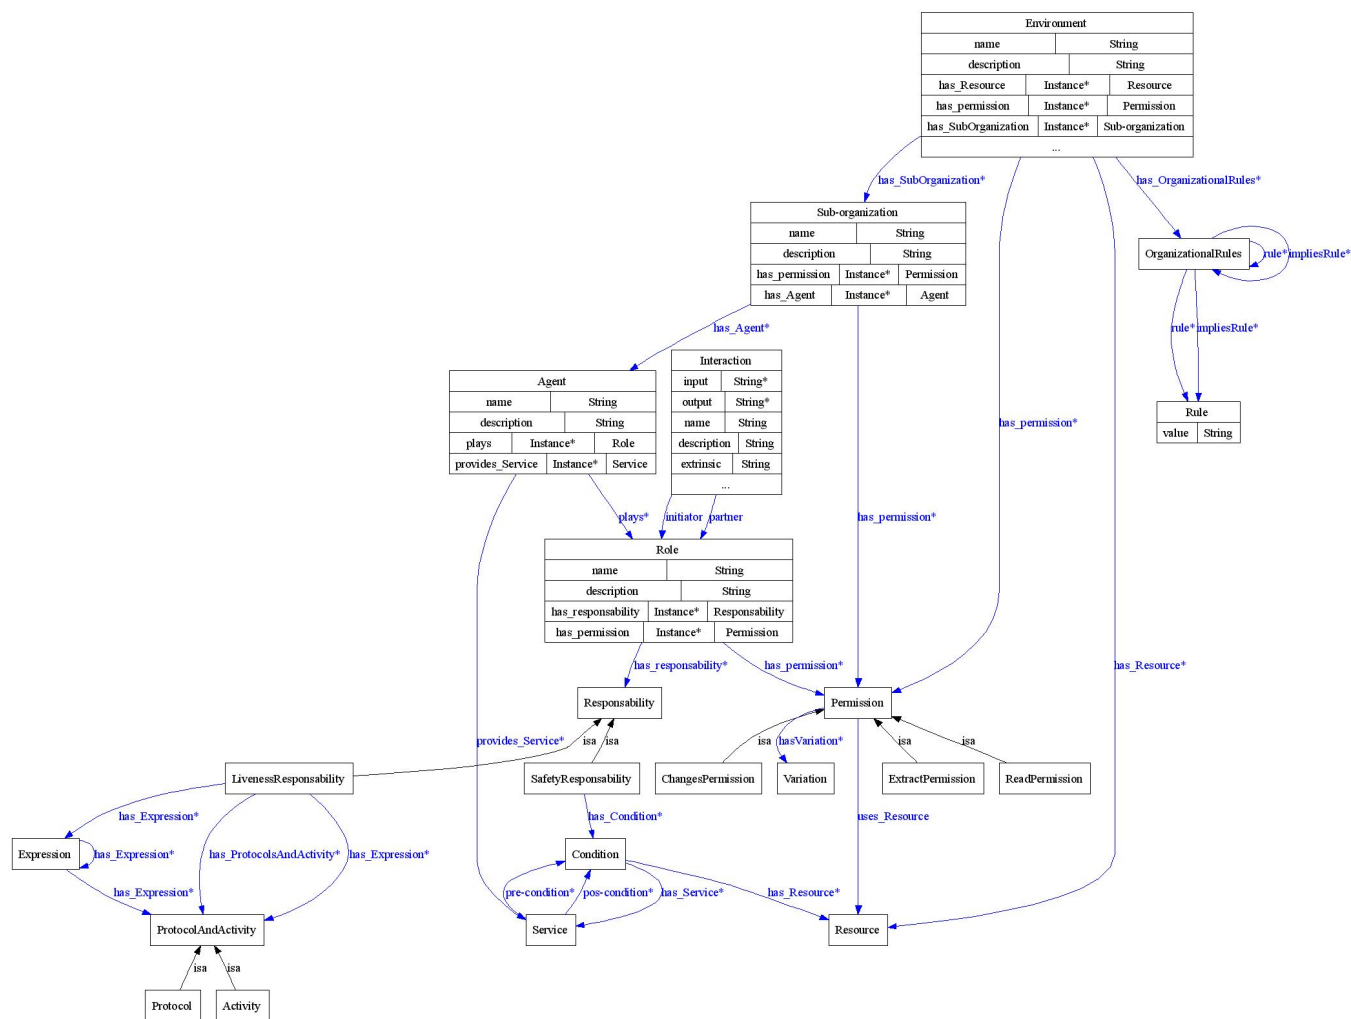 Environment
name String
description String
has_Resource Instance* Resource
has_permission Instance* Permission
has_SubOrganization Instance* Sub-organization
...
has_SubOrganization*
has_OrganizationalRules*
Sub-organization
name String
description String
has_permission Instance* Permission
has_Agent Instance* Agent
OrganizationalRules
rule* impliesRule*
has_Agent*
rule* impliesRule*
Interaction
input String*
output String*
name String
description String
extrinsic String
...
Agent
name String
description String
plays Instance* Role
provides_Service Instance* Service
Rule
value String
has_permission*
plays* initiator partner
has_permission*
Role
name String
description String
has_responsability Instance* Responsability
has_permission Instance* Permission
has_responsability* has_permission* has_Resource*
Responsability
Permission
provides_Service* isa isa isa hasVariation* isa isa
LivenessResponsability SafetyResponsability ChangesPermission Variation ExtractPermission ReadPermission
has_Expression* has_Condition* uses_Resource
Expression has_Expression* has_ProtocolsAndActivity* has_Expression* Condition
has_Expression* pre-condition* pos-condition* has_Service* has_Resource*
ProtocolAndActivity Service Resource
isa isa
Protocol Activity